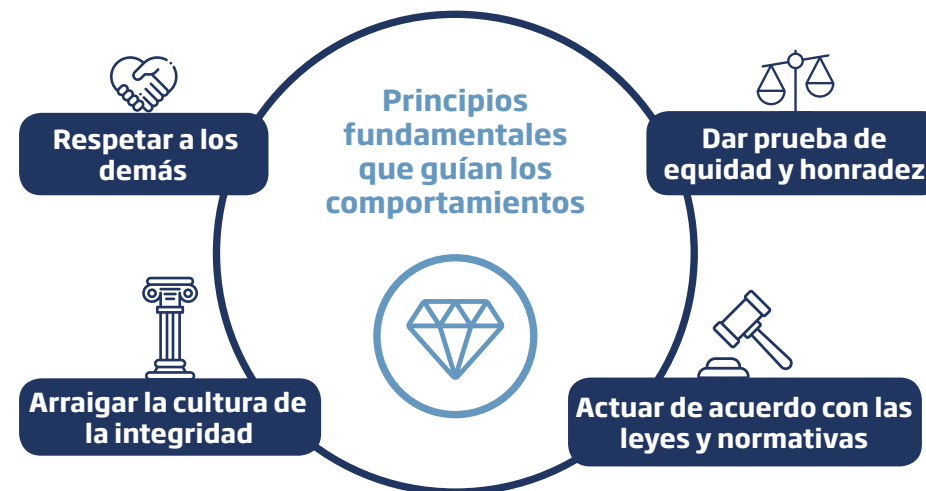 Principios
fundamentales
que guían los
comportamientos
Respetar a los
demás
Dar prueba de
equidad y honradez
Arraigar la cultura de
la integridad
Actuar de acuerdo con las
leyes y normativas